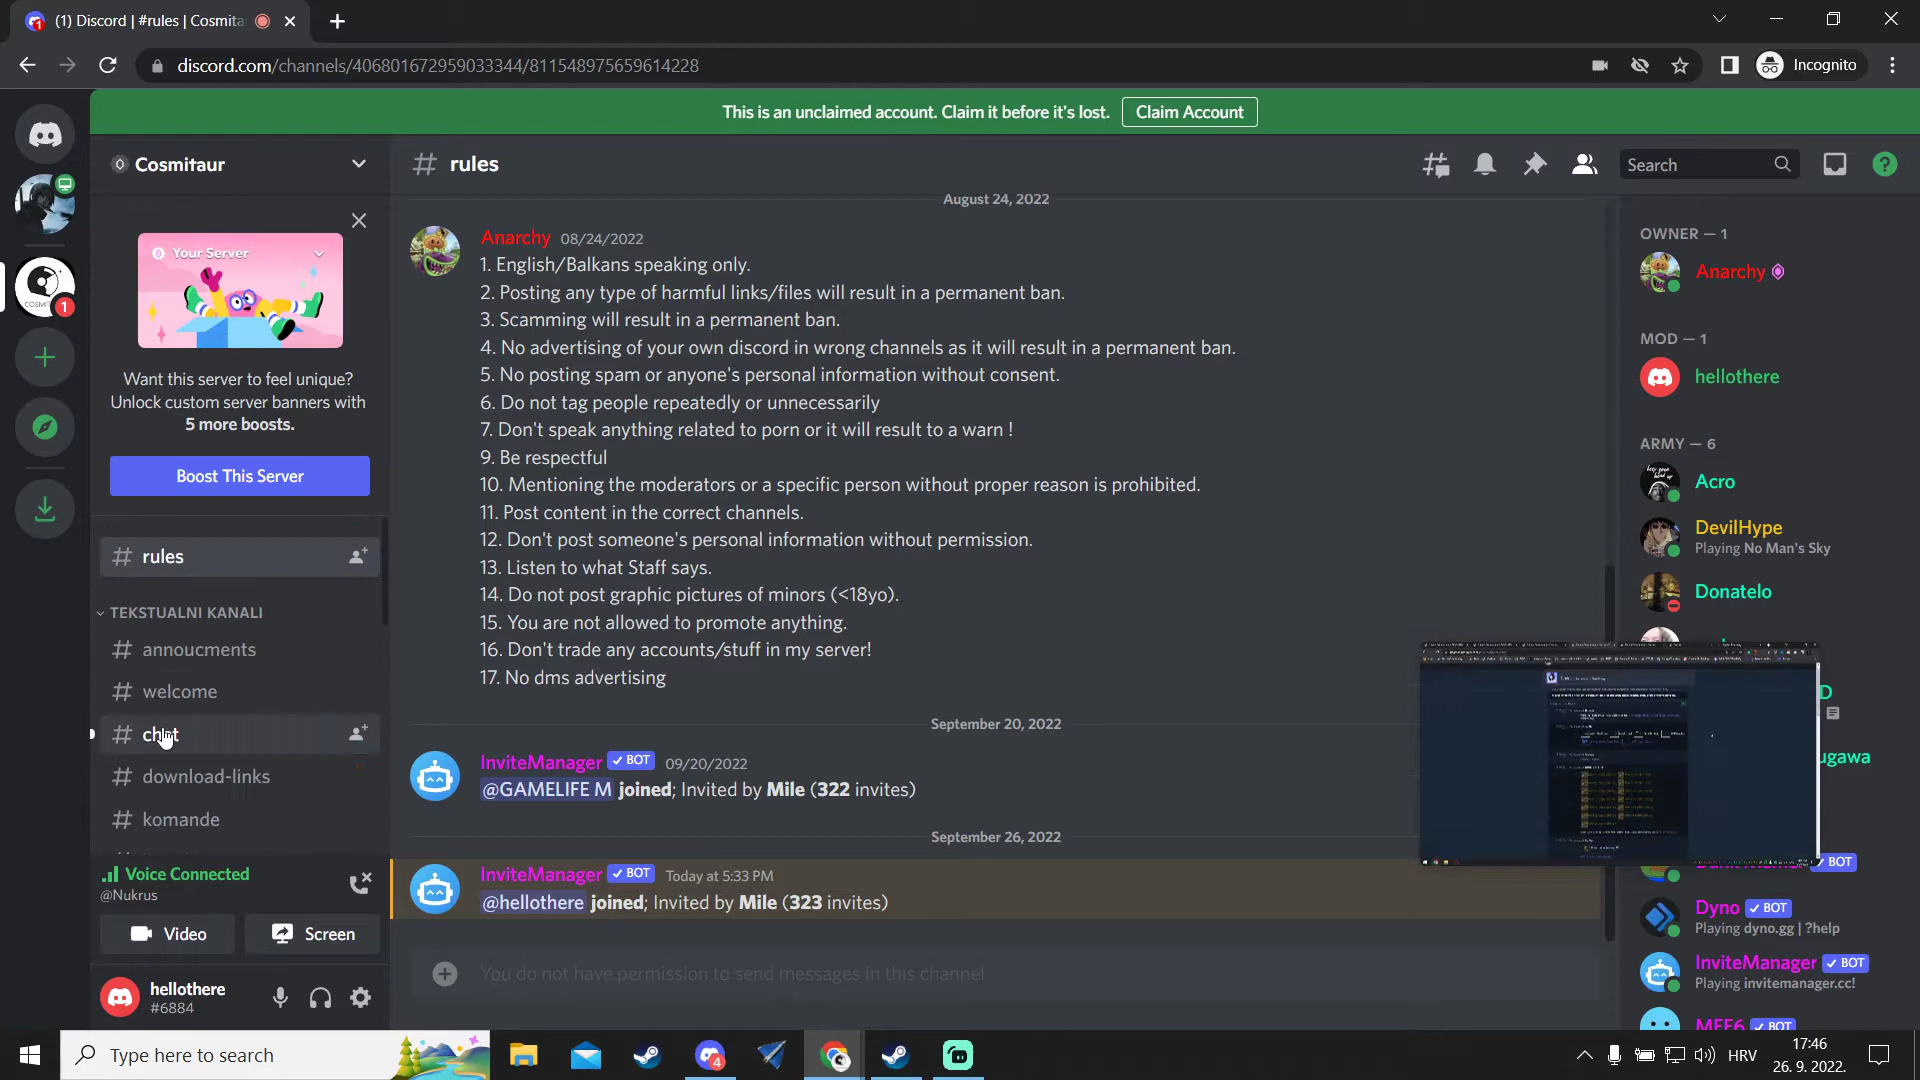 (1) Discord | #rules | Cosmita
discord.com/channels/406801672959033344/811548975659614228
Incognito
This is an unclaimed account. Claim it before it's lost.
Claim Account
Cosmitaur
rules
Search
Your Server
Want this server to feel unique?
Unlock custom server banners with
5 more boosts.
Boost This Server
rules
TEKSTUALNI KANALI
annoucments
welcome
chat
download-links
komande
Voice Connected
@Nukrus
Video
Screen
hellothere
#6884
August 24, 2022
Anarchy 08/24/2022
1. English/Balkans speaking only.
2. Posting any type of harmful links/files will result in a permanent ban.
3. Scamming will result in a permanent ban.
4. No advertising of your own discord in wrong channels as it will result in a permanent ban.
5. No posting spam or anyone's personal information without consent.
6. Do not tag people repeatedly or unnecessarily
7. Don't speak anything related to porn or it will result to a warn !
9. Be respectful
10. Mentioning the moderators or a specific person without proper reason is prohibited.
11. Post content in the correct channels.
12. Don't post someone's personal information without permission.
13. Listen to what Staff says.
14. Do not post graphic pictures of minors (<18yo).
15. You are not allowed to promote anything.
16. Don't trade any accounts/stuff in my server!
17. No dms advertising
September 20, 2022
InviteManager ✓ BOT 09/20/2022
@GAMELIFE M joined; Invited by Mile (322 invites)
September 26, 2022
InviteManager ✓ BOT Today at 5:33 PM
@hellothere joined; Invited by Mile (323 invites)
You do not have permission to send messages in this channel
OWNER — 1
Anarchy
MOD — 1
hellothere
ARMY — 6
Acro
DevilHype
Playing No Man's Sky
Donatelo
D
ugawa
BOT
Dyno ✓ BOT
Playing dyno.gg | ?help
InviteManager ✓ BOT
Playing invitemanager.cc!
MEE6 ✓ BOT
Type here to search
4
HRV
17:46
26. 9. 2022.